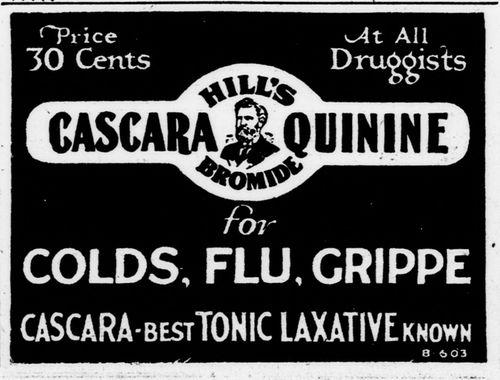 Price
30 Cents
At All
Druggists
HILL'S
CASCARA QUININE
BROMIDE
for
COLDS, FLU, GRIPPE
CASCARA-BEST TONIC LAXATIVE KNOWN
B 603